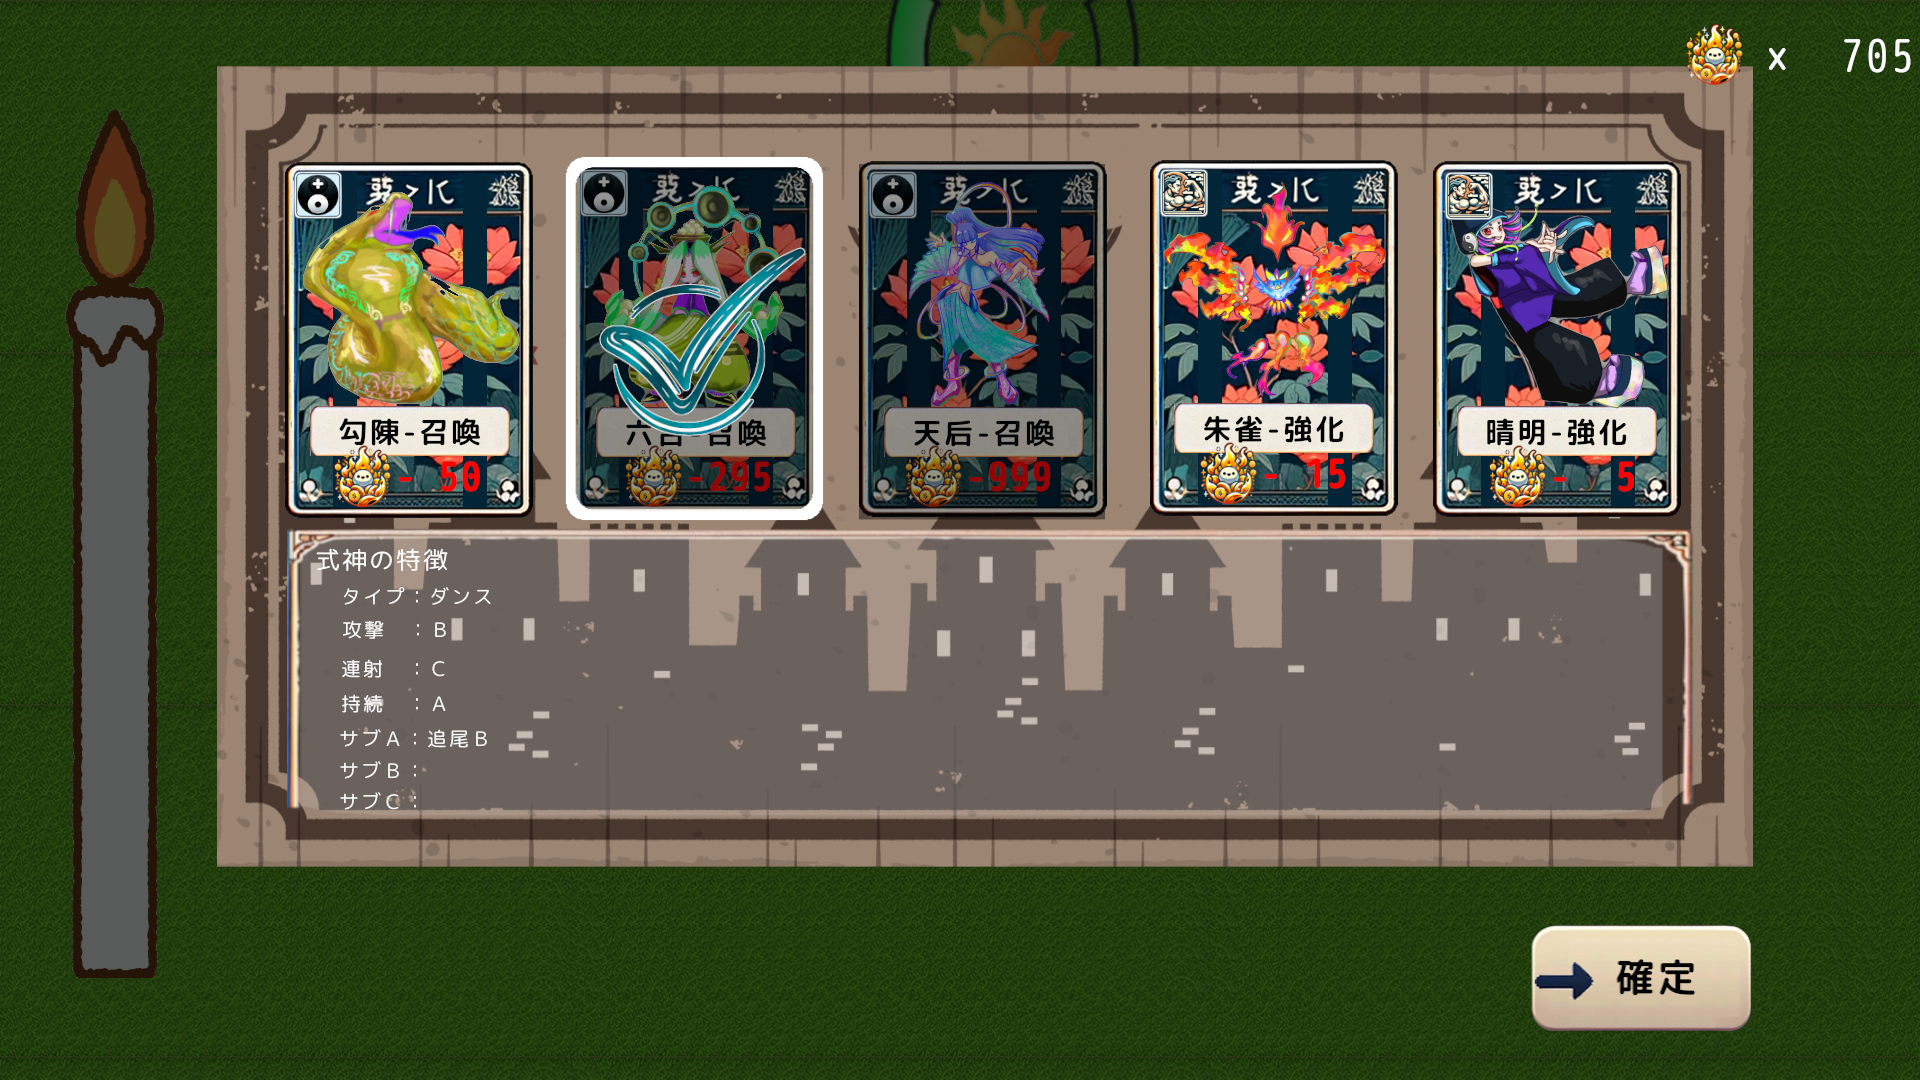 x 705
勾陳-召喚
- 50
六合-召喚
-295
天后-召喚
-999
朱雀-強化
- 15
晴明-強化
- 5
式神の特徴
タイプ:ダンス
攻撃 :B
連射 :C
持続 :A
サブA:追尾B
サブB:
サブC:
確定